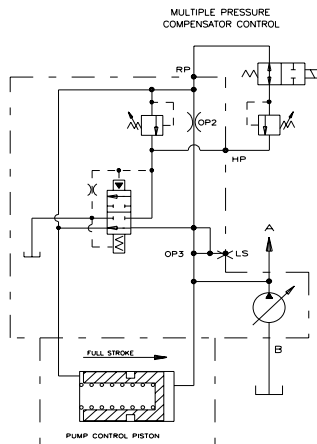 MULTIPLE PRESSURE
COMPENSATOR CONTROL
RP
OP2
HP
A
OP3
LS
B
FULL STROKE
PUMP CONTROL PISTON